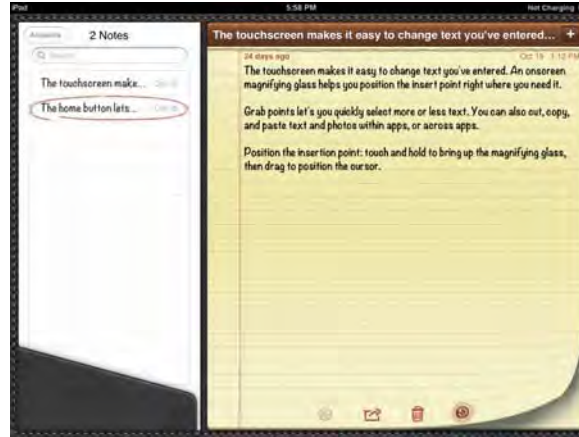 iPod
5:58 PM
Not Charging
2 Notes
The touchscreen make...
The home button lets...
The touchscreen makes it easy to change text you've entered...
+
24 days ago
Oct 19 1:12 PM
The touchscreen makes it easy to change text you've entered. An onscreen
magnifying glass helps you position the insert point right where you need it.
Grab points let's you quickly select more or less text. You can also cut, copy,
and paste text and photos within apps, or across apps.
Position the insertion point: touch and hold to bring up the magnifying glass,
then drag to position the cursor.